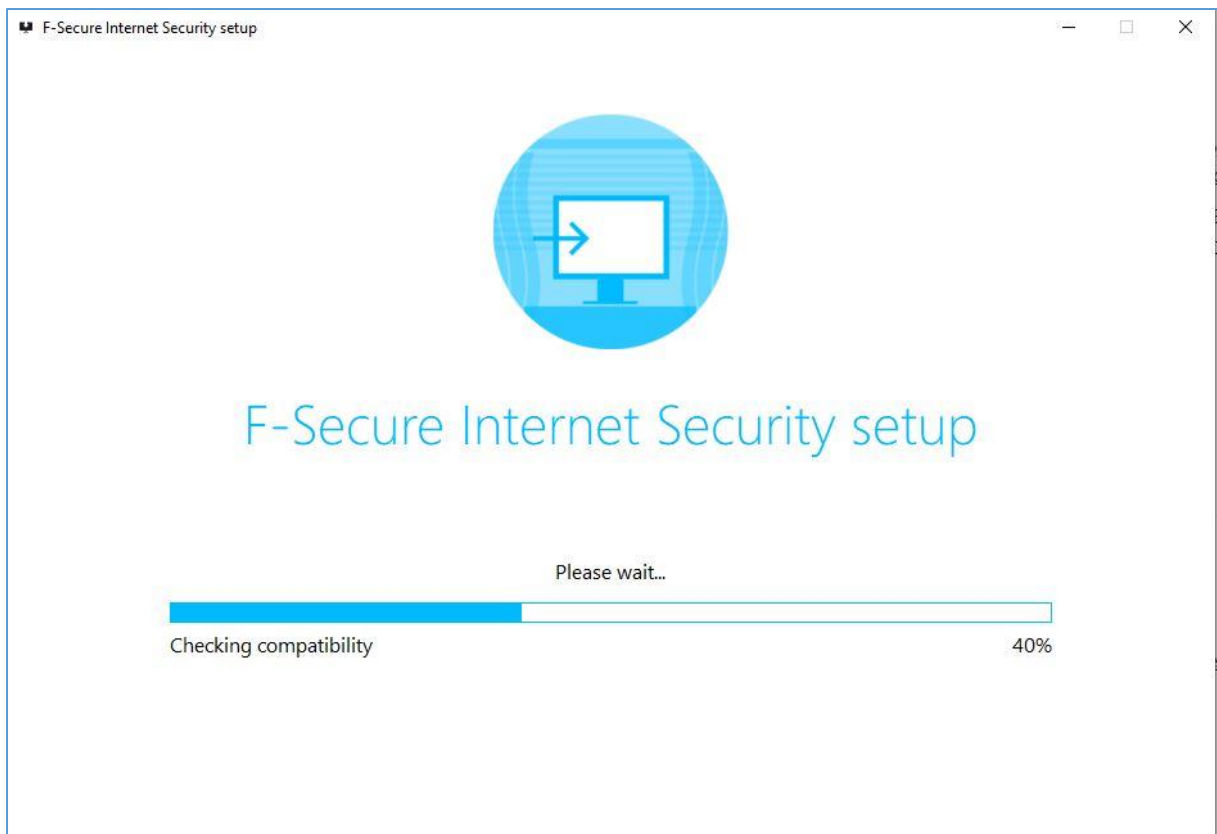 F-Secure Internet Security setup
F-Secure Internet Security setup
Please wait...
Checking compatibility 40%